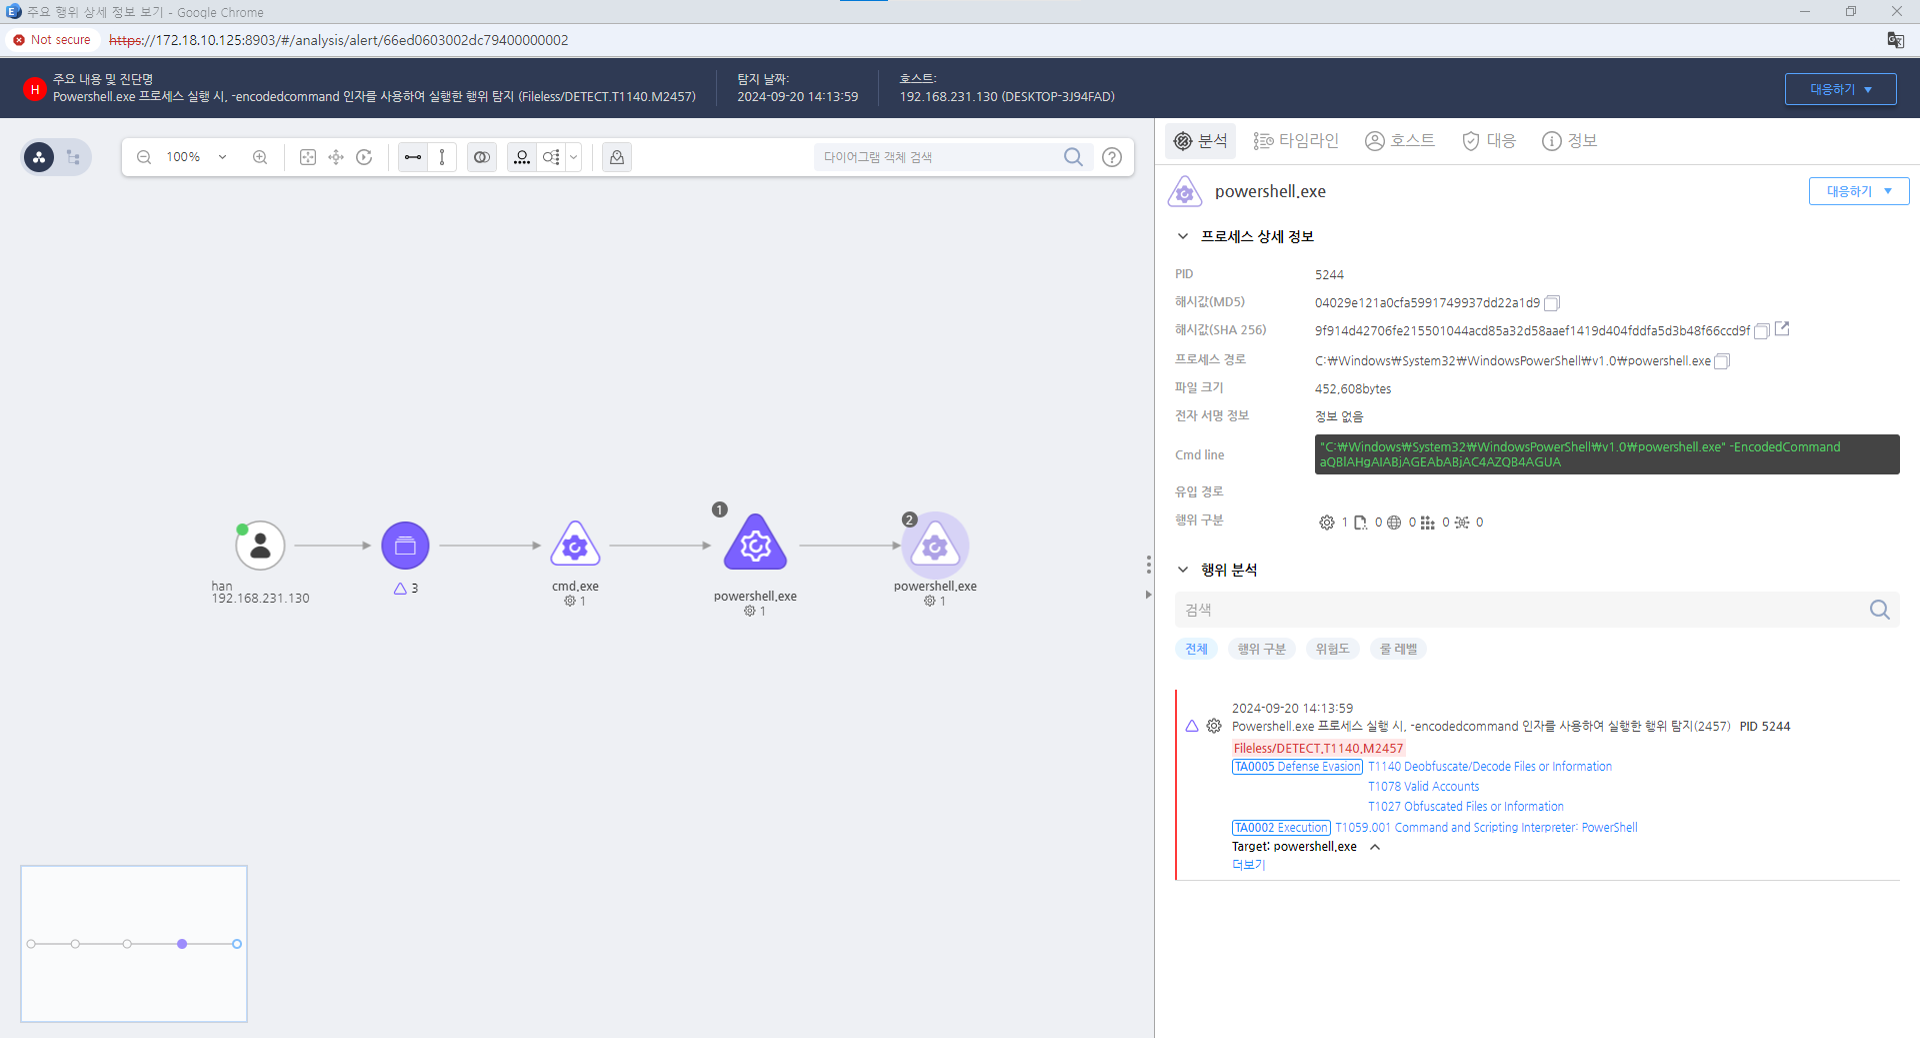 주요 행위 상세 정보 보기 - Google Chrome
Not secure https://172.18.10.125:8903/#/analysis/alert/66ed0603002dc79400000002
H
주요 내용 및 진단명
Powershell.exe 프로세스 실행 시, -encodedcommand 인자를 사용하여 실행한 행위 탐지 (Fileless/DETECT.T1140.M2457)
탐지 날짜:
2024-09-20 14:13:59
호스트:
192.168.231.130 (DESKTOP-3J94FAD)
대응하기
100%
다이어그램 객체 검색
han
192.168.231.130
3
cmd.exe
1
1
powershell.exe
1
2
powershell.exe
1
분석 타임라인 호스트 대응 정보
powershell.exe
대응하기
프로세스 상세 정보
PID 5244
해시값(MD5) 04029e121a0cfa5991749937dd22a1d9
해시값(SHA 256) 9f914d42706fe215501044acd85a32d58aaef1419d404fddfa5d3b48f66ccd9f
프로세스 경로 C:₩Windows₩System32₩WindowsPowerShell₩v1.0₩powershell.exe
파일 크기 452,608bytes
전자 서명 정보 정보 없음
Cmd line "C:₩Windows₩System32₩WindowsPowerShell₩v1.0₩powershell.exe" -EncodedCommand
aQBlAHgAIABjAGEAbABjAC4AZQB4AGUA
유입 경로
행위 구분 1 0 0 0 0
행위 분석
검색
전체 행위 구분 위험도 룰 레벨
2024-09-20 14:13:59
Powershell.exe 프로세스 실행 시, -encodedcommand 인자를 사용하여 실행한 행위 탐지(2457) PID 5244
Fileless/DETECT.T1140.M2457
TA0005 Defense Evasion T1140 Deobfuscate/Decode Files or Information
T1078 Valid Accounts
T1027 Obfuscated Files or Information
TA0002 Execution T1059.001 Command and Scripting Interpreter: PowerShell
Target: powershell.exe
더보기